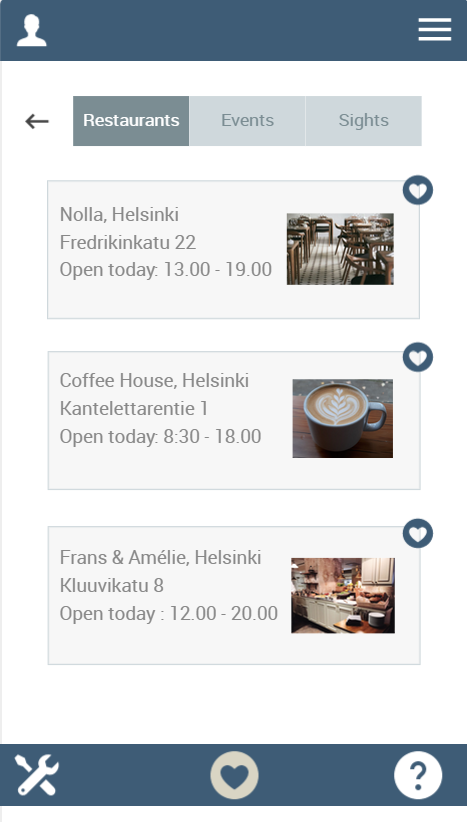 Restaurants
Events
Sights
Nolla, Helsinki
Fredrikinkatu 22
Open today: 13.00 - 19.00
Coffee House, Helsinki
Kantelettarentie 1
Open today: 8:30 - 18.00
Frans & Amélie, Helsinki
Kluuvikatu 8
Open today : 12.00 - 20.00
?